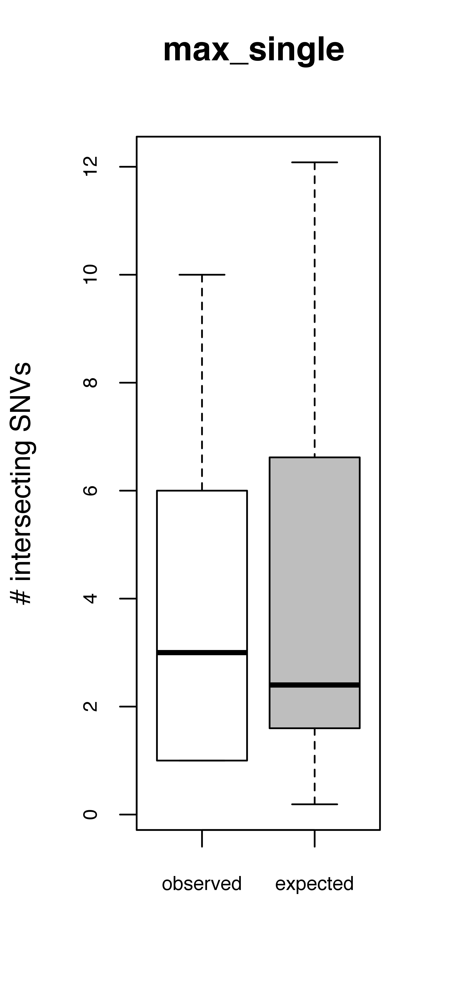 max_single
# intersecting SNVs
12
10
8
6
4
2
0
observed expected